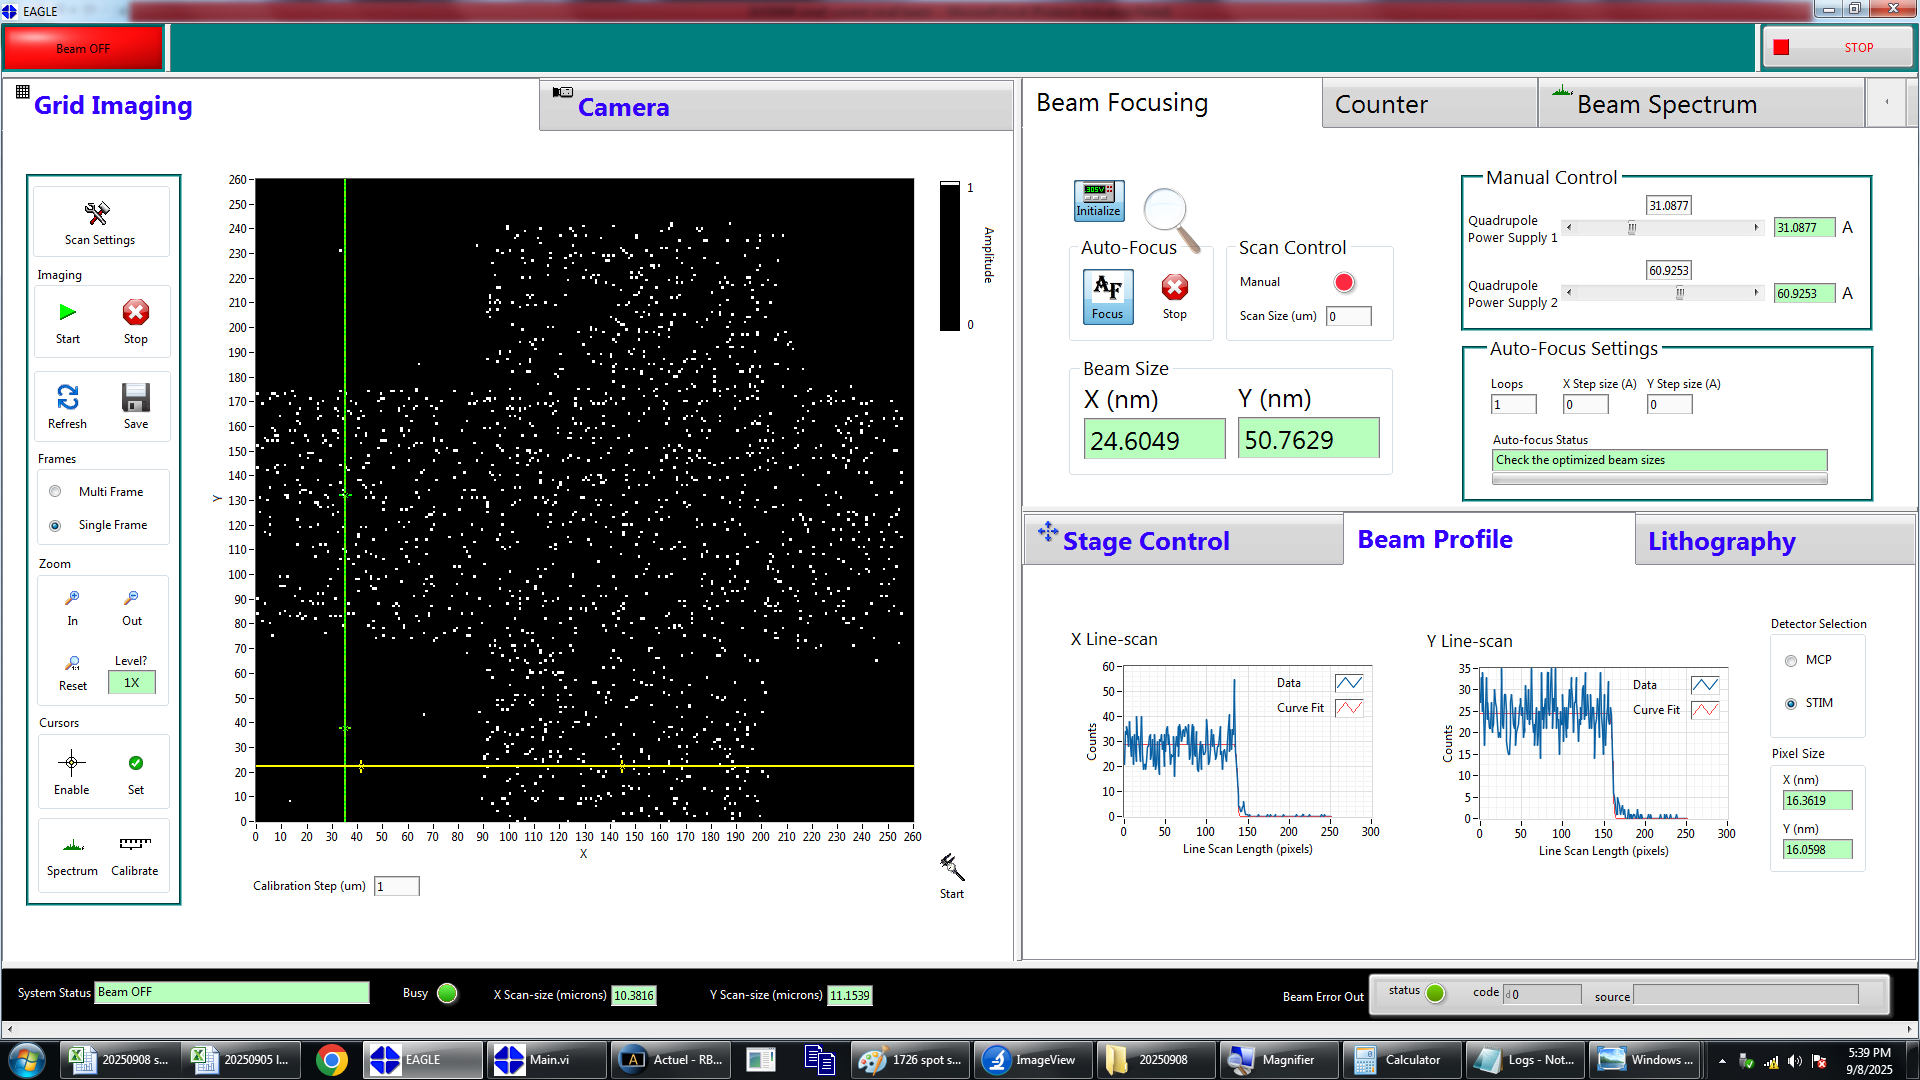 EAGLE
Beam OFF
STOP
Grid Imaging
Camera
Beam Focusing
Counter
Beam Spectrum
Scan Settings
Imaging
Start
Stop
Refresh
Save
Frames
Multi Frame
Single Frame
Zoom
In
Out
Reset
Level?
1X
Cursors
Enable
Set
Spectrum
Calibrate
260
250
240
230
220
210
200
190
180
170
160
150
140
130
120
110
100
90
80
70
60
50
40
30
20
10
0
Y
0 10 20 30 40 50 60 70 80 90 100 110 120 130 140 150 160 170 180 190 200 210 220 230 240 250 260
X
1
0
Amplitude
Calibration Step (um) 1
Start
Initialize
Auto-Focus
AF
Focus
Stop
Scan Control
Manual
Scan Size (um) 0
Beam Size
X (nm)
Y (nm)
24.6049
50.7629
Manual Control
31.0877
Quadrupole
Power Supply 1
31.0877 A
60.9253
Quadrupole
Power Supply 2
60.9253 A
Auto-Focus Settings
Loops
X Step size (A)
Y Step size (A)
1
0
0
Auto-focus Status
Check the optimized beam sizes
Stage Control
Beam Profile
Lithography
X Line-scan
Data
Curve Fit
Counts
60
50
40
30
20
10
0
0 50 100 150 200 250 300
Line Scan Length (pixels)
Y Line-scan
Data
Curve Fit
Counts
35
30
25
20
15
10
5
0
0 50 100 150 200 250 300
Line Scan Length (pixels)
Detector Selection
MCP
STIM
Pixel Size
X (nm)
16.3619
Y (nm)
16.0598
System Status Beam OFF
Busy
X Scan-size (microns) 10.3816
Y Scan-size (microns) 11.1539
Beam Error Out
status
code d 0
source
20250908 s...
20250905 l...
EAGLE
Main.vi
Actuel - RB...
1726 spot s...
ImageView
20250908
Magnifier
Calculator
Logs - Not...
Windows ...
5:39 PM
9/8/2025